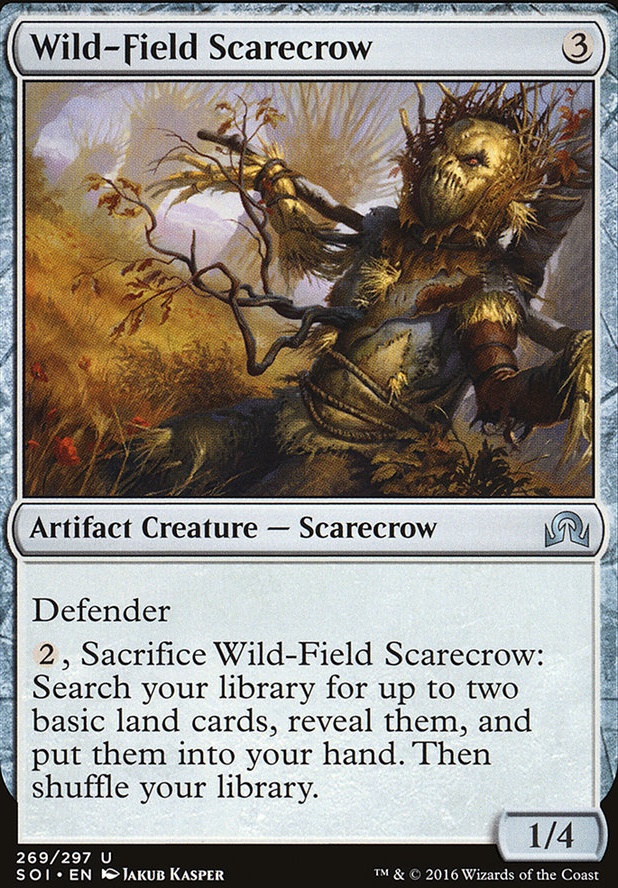 Wild-Field Scarecrow 3
Artifact Creature — Scarecrow
Defender
2, Sacrifice Wild-Field Scarecrow:
Search your library for up to two
basic land cards, reveal them, and
put them into your hand. Then
shuffle your library.
1/4
269/297 U
SOI • EN Jakub Kasper ™ & © 2016 Wizards of the Coast